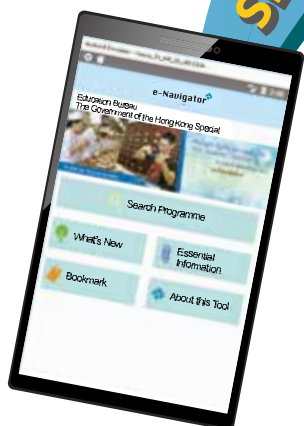 e-Navigator
Education Bureau
The Government of the Hong Kong Special
Search Programme
What's New
Essential
Information
Bookmark
About this Tool